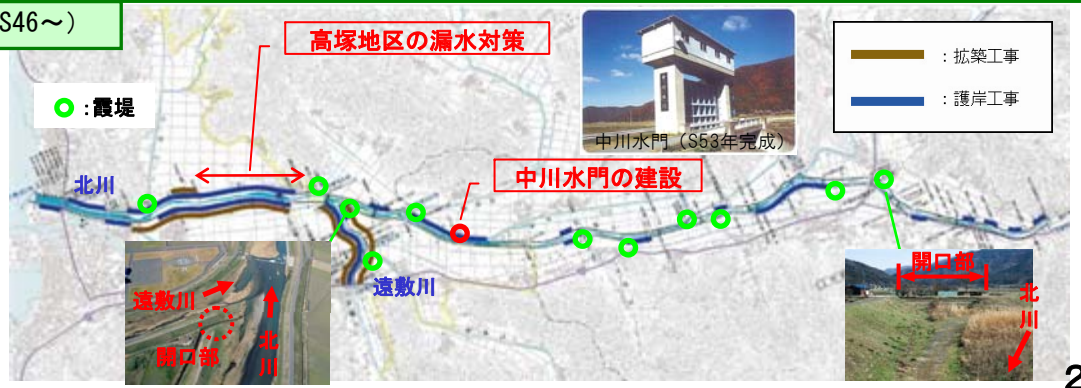 S46～）
高塚地区の漏水対策
：拡築工事
：護岸工事
：霞堤
中川水門（S53年完成）
北川
中川水門の建設
遠敷川
遠敷川
開口部
北川
開口部
北川
2